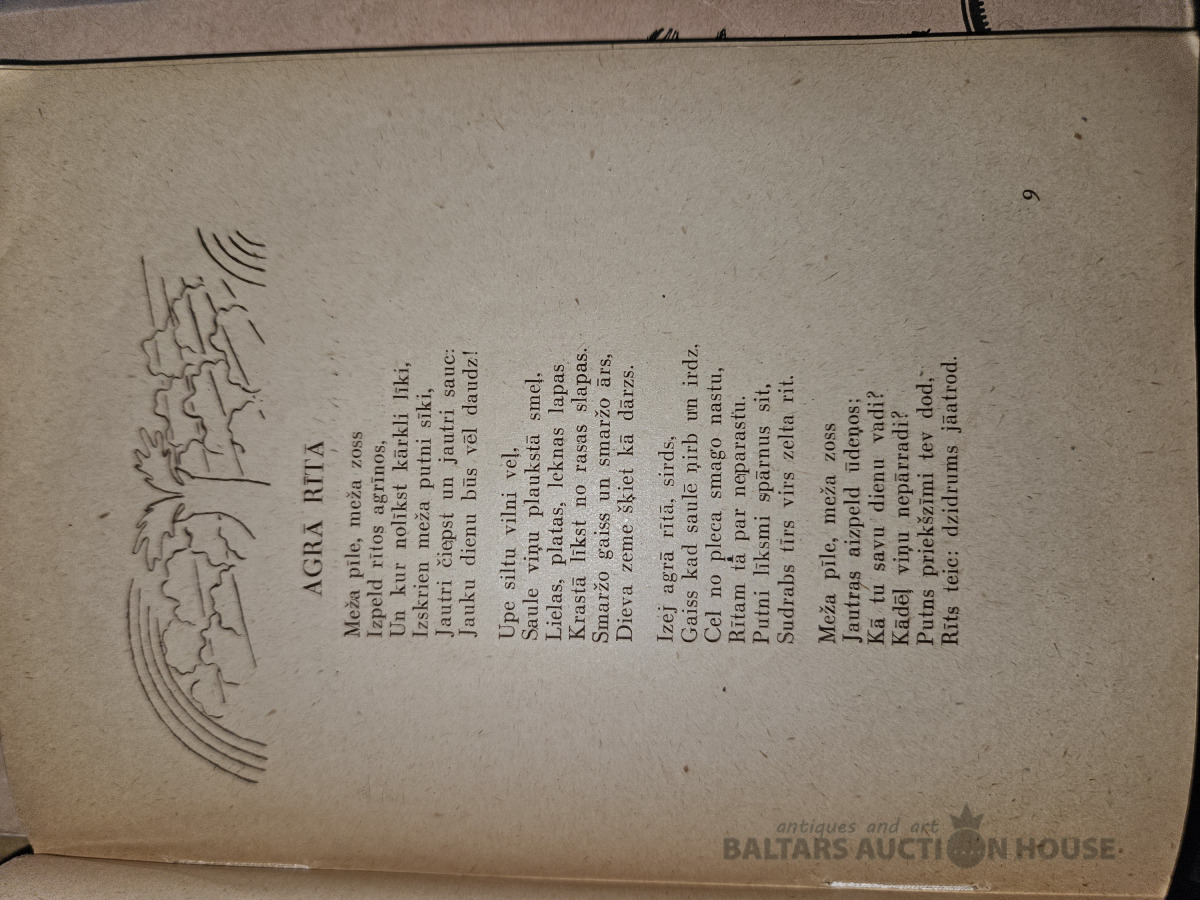 AGRĀ RĪTĀ
Meža pīle, meža zoss
Izpeld rītos agrīnos,
Un kur nolīkst kārkli līki,
Izskrien meža putni sīki,
Jautri čiepst un jautri sauc:
Jauku dienu būs vēl daudz!
Upe siltu vilni veļ,
Saule viņu plaukstā smeļ,
Lielas, platas, leknas lapas
Krastā līkst no rasas slapas.
Smaržo gaiss un smaržo ārs,
Dieva zeme šķiet kā dārzs.
Izej agrā rītā, sirds,
Gaiss kad saulē ņirb un irdz,
Cel no pleca smago nastu,
Rītam tā par neparastu.
Putni līksmi spārnus sit,
Sudrabs tīrs virs zelta rit.
Meža pīle, meža zoss
Jautras aizpeld ūdeņos;
Kā tu savu dienu vadi?
Kādēļ viņu nepārradi?
Putns priekšzīmi tev dod,
Rīts teic: dzidrums jāatrod.
9
antiques and art
BALTARS AUCTION HOUSE